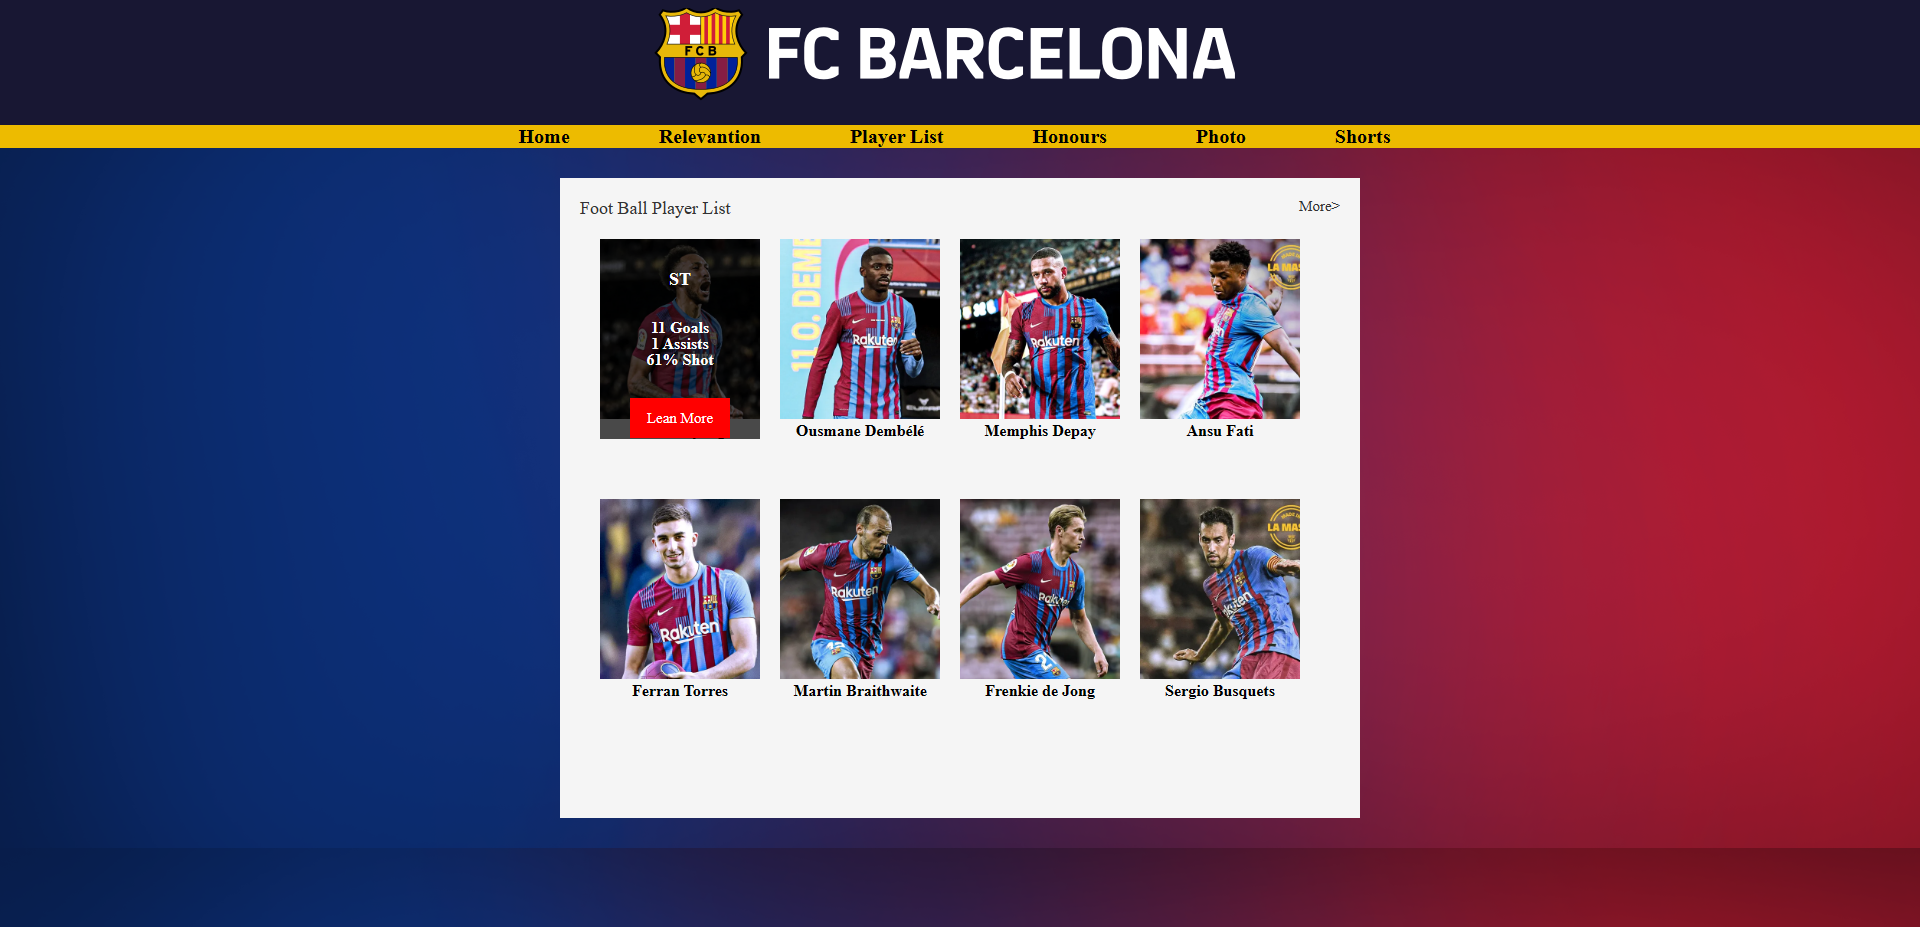 FCB
FC BARCELONA
Home Relevantion Player List Honours Photo Shorts
Foot Ball Player List
More>
ST
11 Goals
1 Assists
61% Shot
Lean More
11 O. DEMB
Rakuten
Ousmane Dembélé
Rakuten
Memphis Depay
LA MAS
Ansu Fati
Rakuten
Ferran Torres
Rakuten
Martin Braithwaite
Rakuten
2
Frenkie de Jong
LA MAS
Rakuten
Sergio Busquets